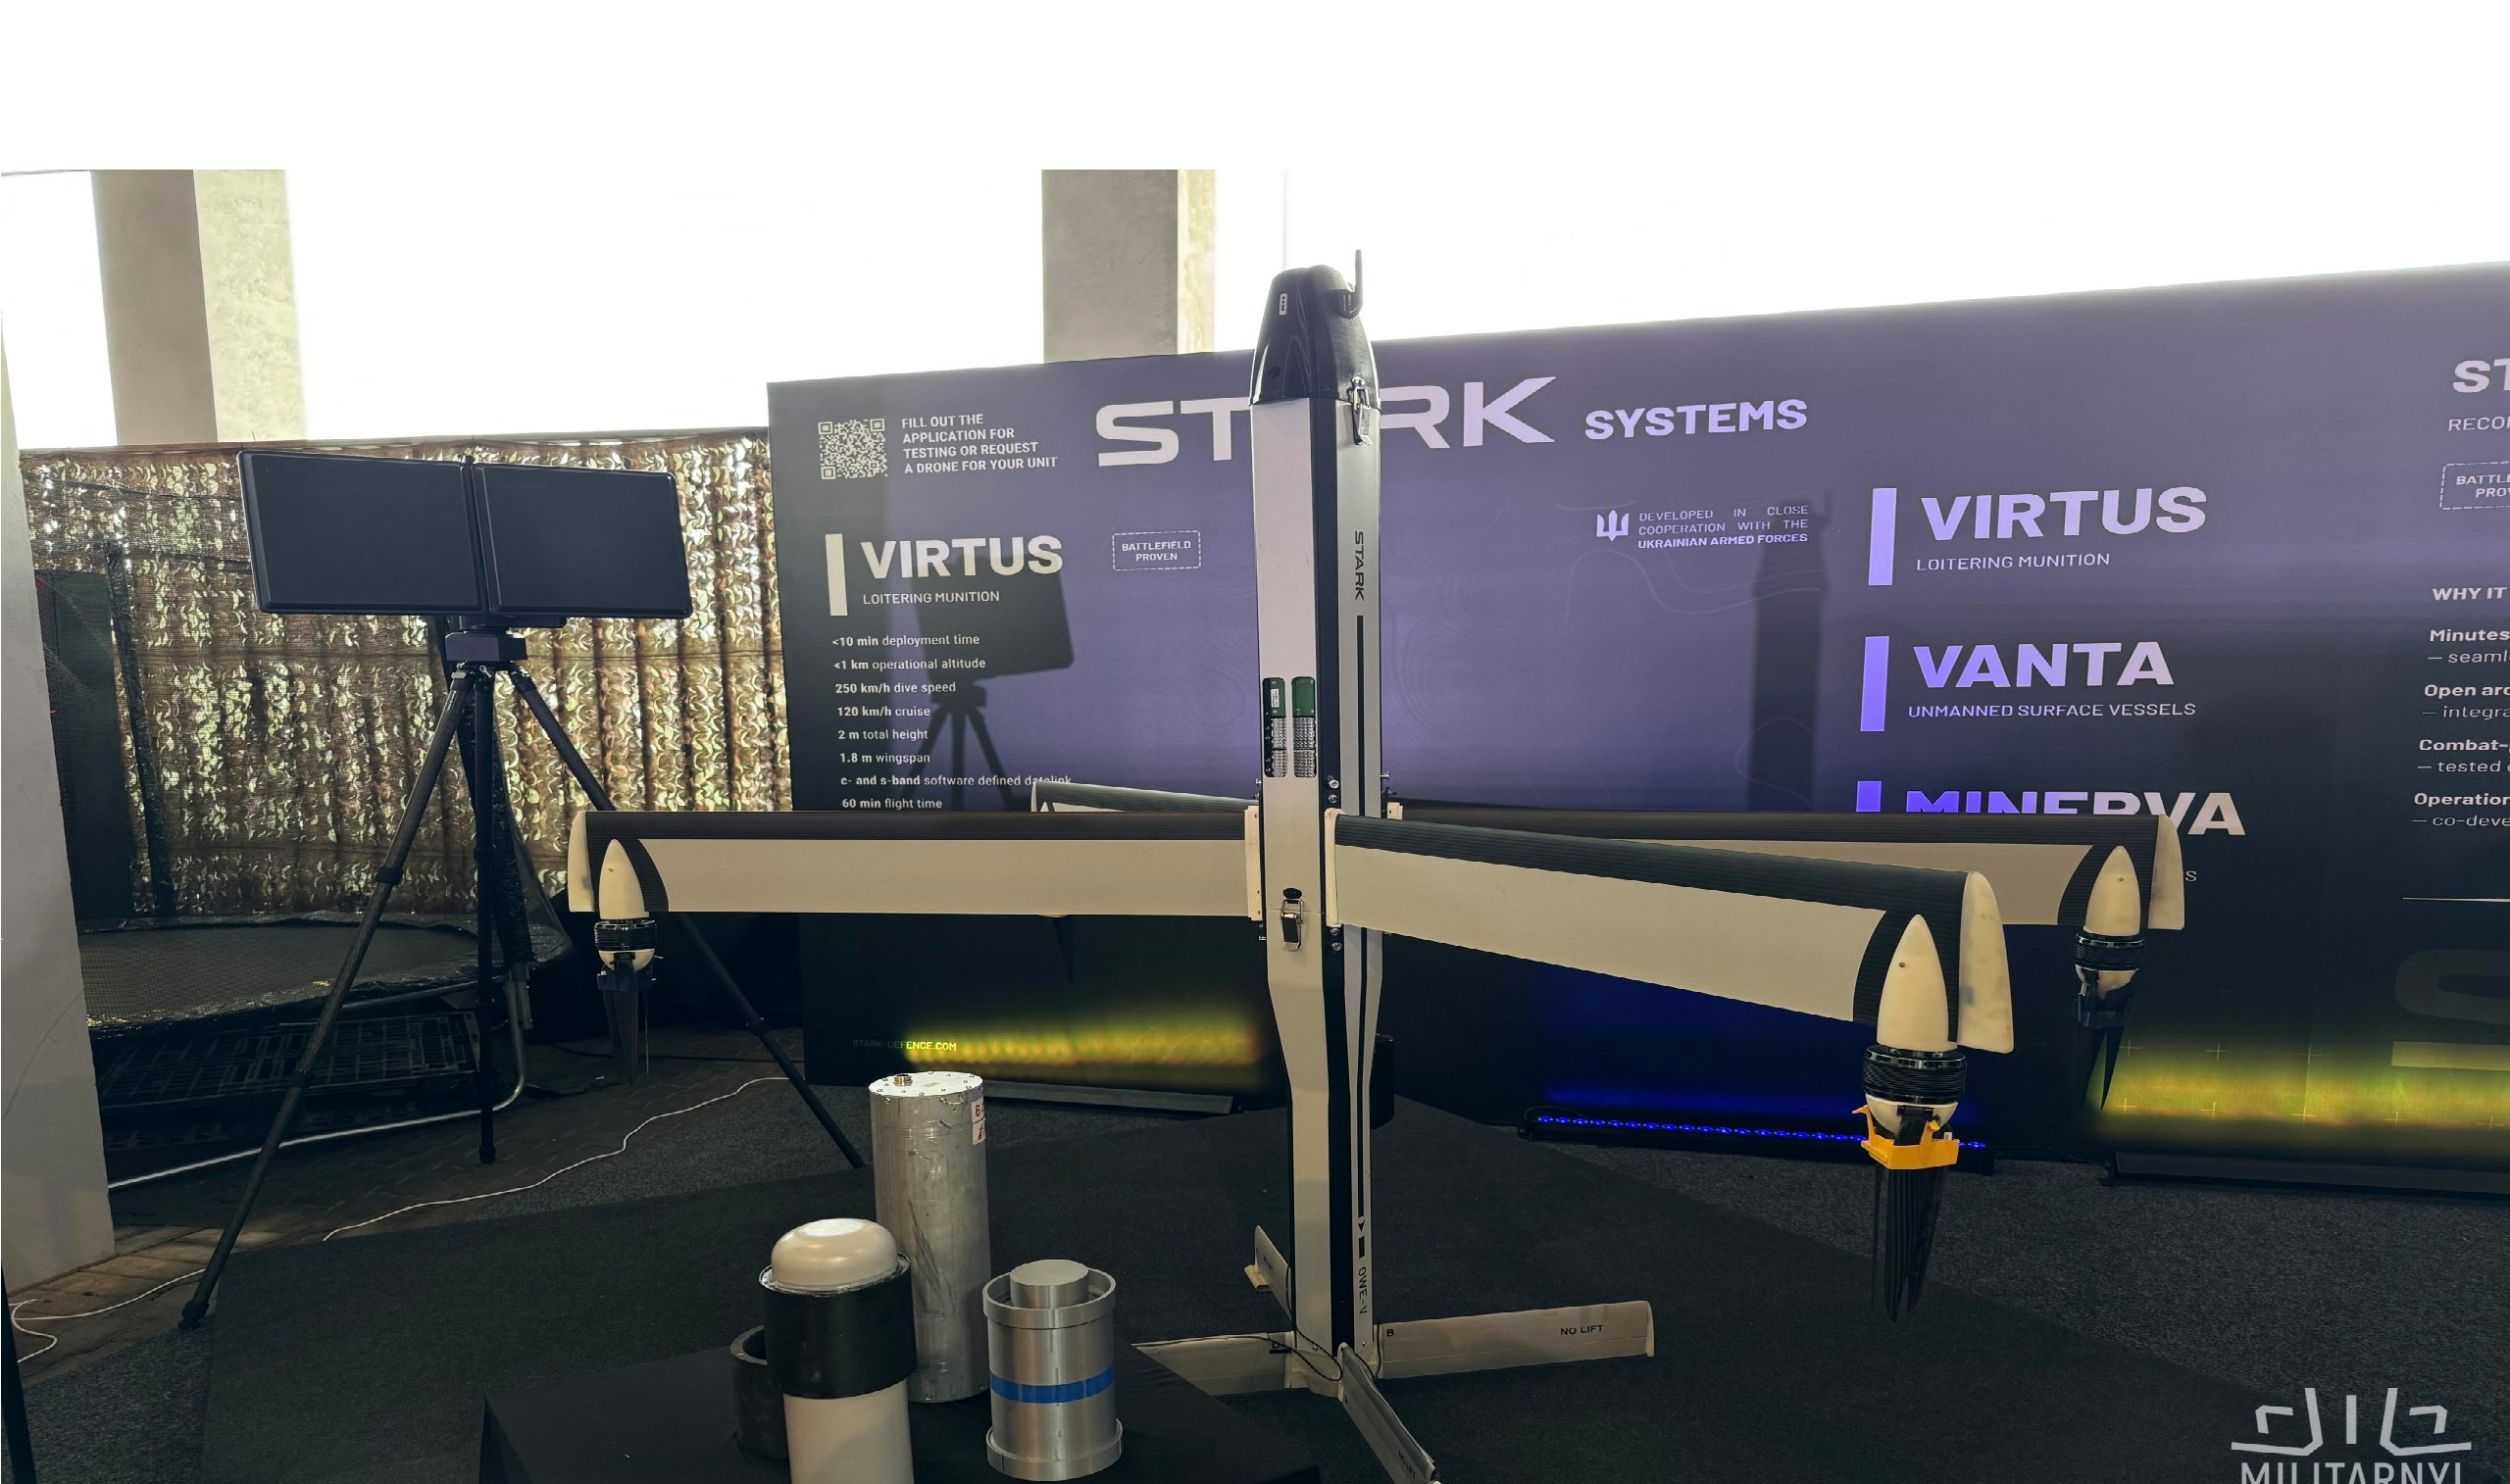 FILL OUT THE
APPLICATION FOR
TESTING OR REQUEST
A DRONE FOR YOUR UNIT
ST RK SYSTEMS
VIRTUS
LOITERING MUNITION
BATTLEFIELD
PROVEN
<10 min deployment time
<1 km operational altitude
250 km/h dive speed
120 km/h cruise
2 m total height
1.8 m wingspan
c- and s-band software defined datalink
60 min flight time
STARK-DEFENCE.COM
DEVELOPED IN CLOSE
COOPERATION WITH THE
UKRAINIAN ARMED FORCES
VIRTUS
LOITERING MUNITION
VANTA
UNMANNED SURFACE VESSELS
MINERVA
S
ST
RECO
BATTLE
PRO
WHY IT
Minutes
— seaml
Open arc
— integra
Combat-
— tested
Operation
— co-deve
STARK
OWE-V
B
NO LIFT
NO LIFT
MILITARNYI